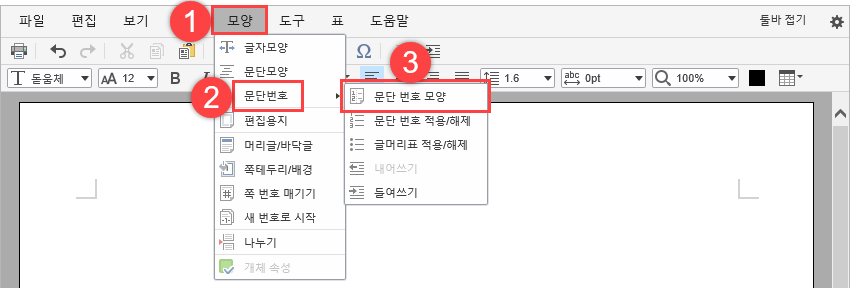 1
파일 편집 보기 모양 도구 표 도움말 툴바 접기
글자모양
Ω
3
돋움체 AA 12 B 문단모양 1.6 abc 0pt 100%
2
문단번호 문단 번호 모양
편집용지 문단 번호 적용/해제
머리글/바닥글 글머리표 적용/해제
쪽테두리/배경 내어쓰기
쪽 번호 매기기 들여쓰기
새 번호로 시작
나누기
개체 속성